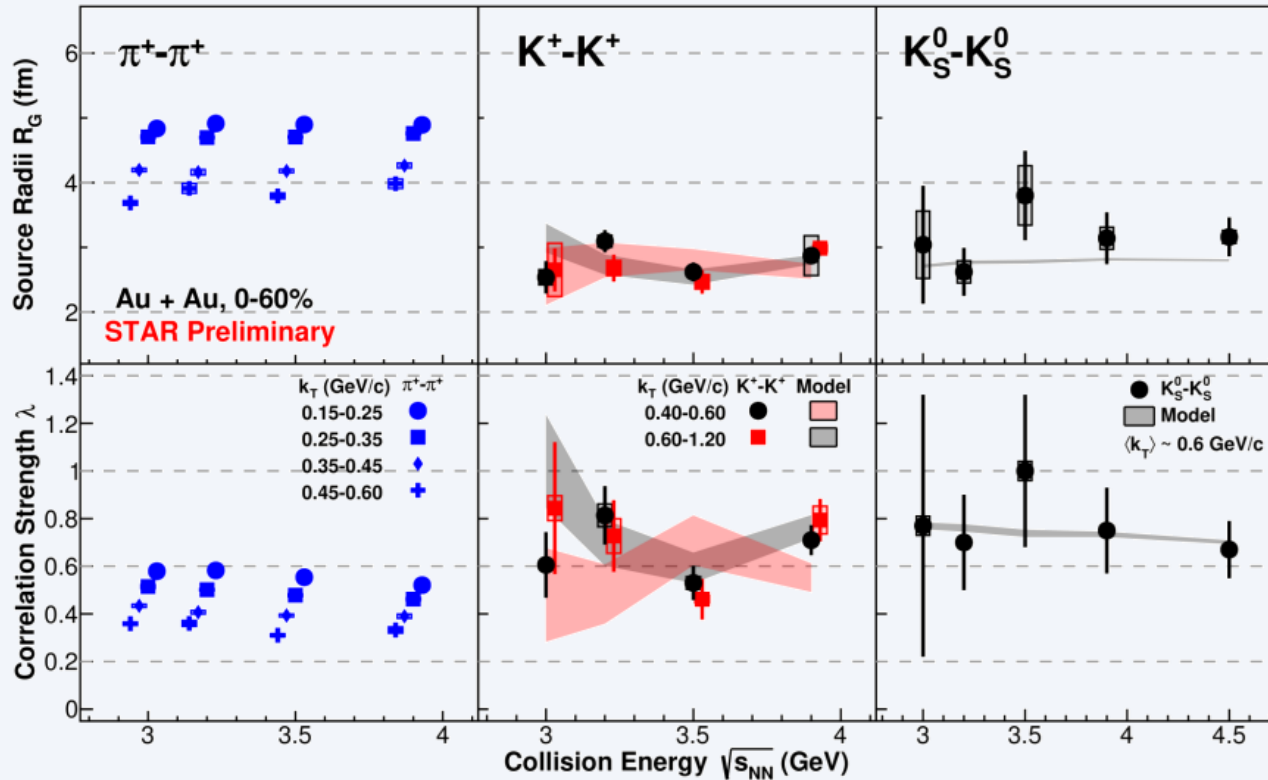 π⁺-π⁺
K⁺-K⁺
K⁰_S-K⁰_S
Source Radii R_G (fm)
6
4
2
Au + Au, 0-60%
STAR Preliminary
Correlation Strength λ
1.4
1.2
1
0.8
0.6
0.4
0.2
0
k_T (GeV/c) π⁺-π⁺
0.15-0.25
0.25-0.35
0.35-0.45
0.45-0.60
k_T (GeV/c) K⁺-K⁺ Model
0.40-0.60
0.60-1.20
K⁰_S-K⁰_S
Model
⟨k_T⟩ ~ 0.6 GeV/c
3 3.5 4
3 3.5 4
3 3.5 4 4.5
Collision Energy √s_NN (GeV)